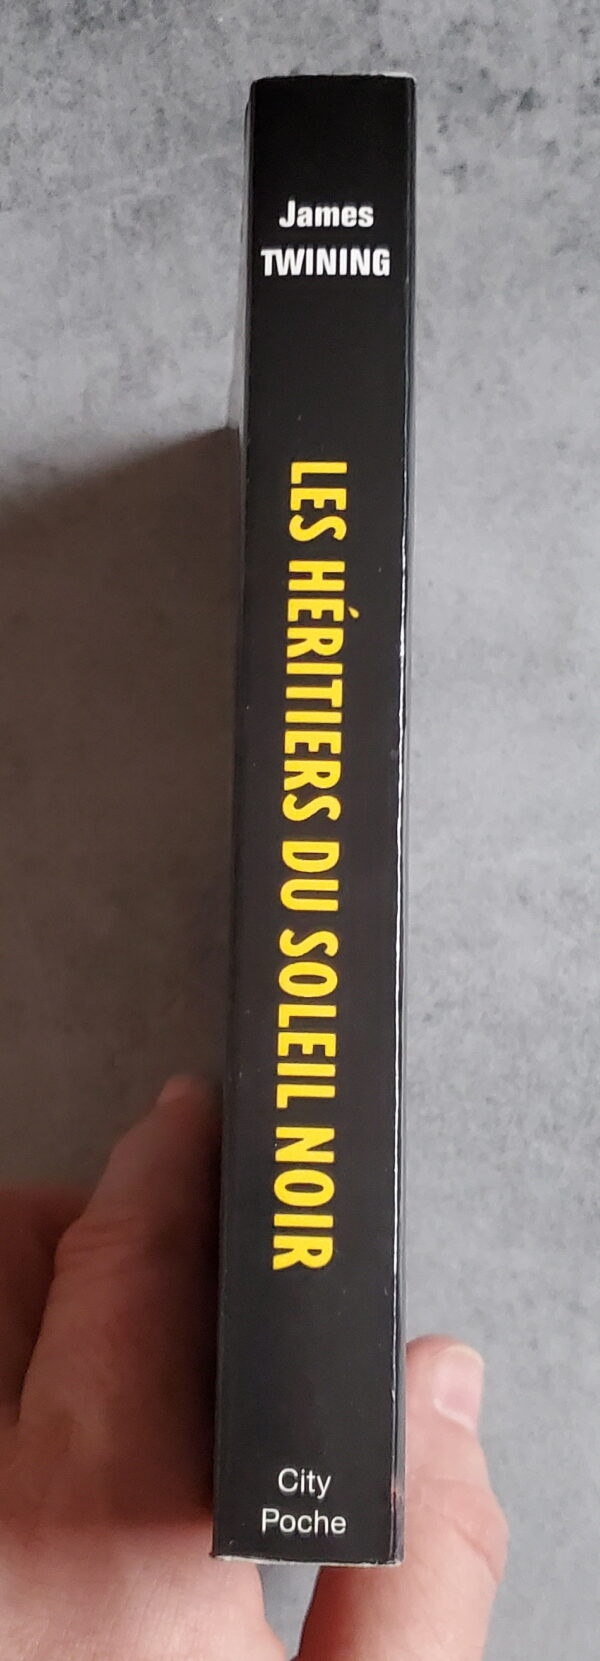 James
TWINING
LES HÉRITIERS DU SOLEIL NOIR
City
Poche